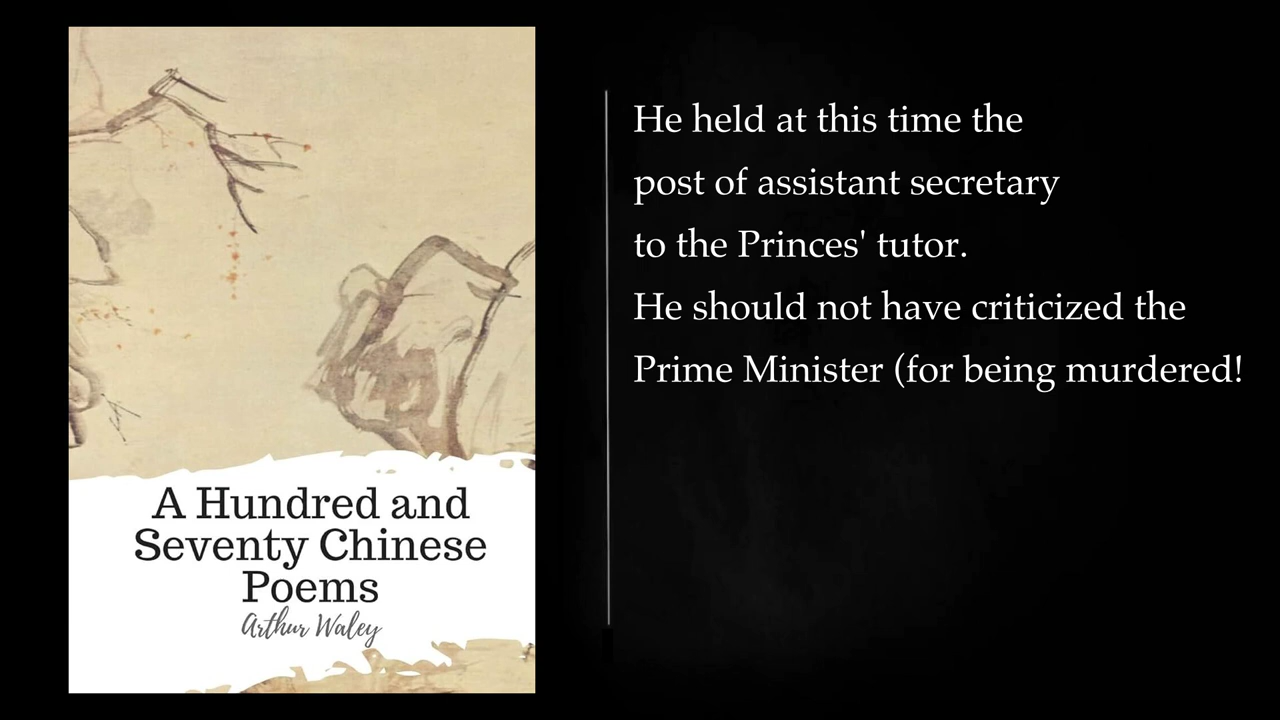 A Hundred and
Seventy Chinese
Poems
Arthur Waley
He held at this time the
post of assistant secretary
to the Princes' tutor.
He should not have criticized the
Prime Minister (for being murdered!